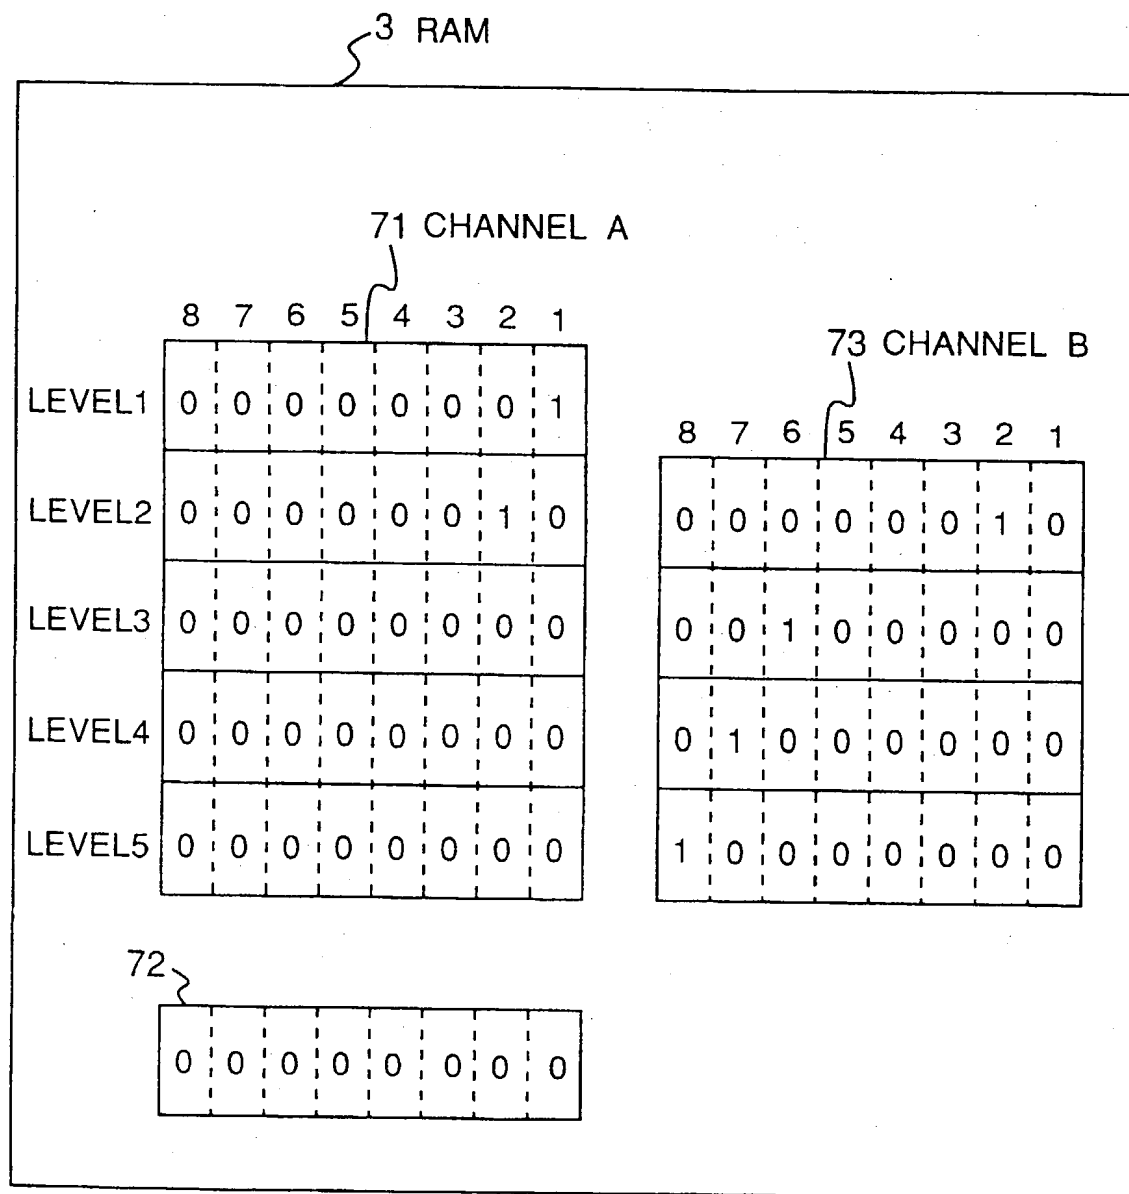 3 RAM
71 CHANNEL A
8 7 6 5 4 3 2 1
LEVEL1 0 0 0 0 0 0 0 1
LEVEL2 0 0 0 0 0 0 1 0
LEVEL3 0 0 0 0 0 0 0 0
LEVEL4 0 0 0 0 0 0 0 0
LEVEL5 0 0 0 0 0 0 0 0
73 CHANNEL B
8 7 6 5 4 3 2 1
0 0 0 0 0 0 1 0
0 0 1 0 0 0 0 0
0 1 0 0 0 0 0 0
1 0 0 0 0 0 0 0
72
0 0 0 0 0 0 0 0